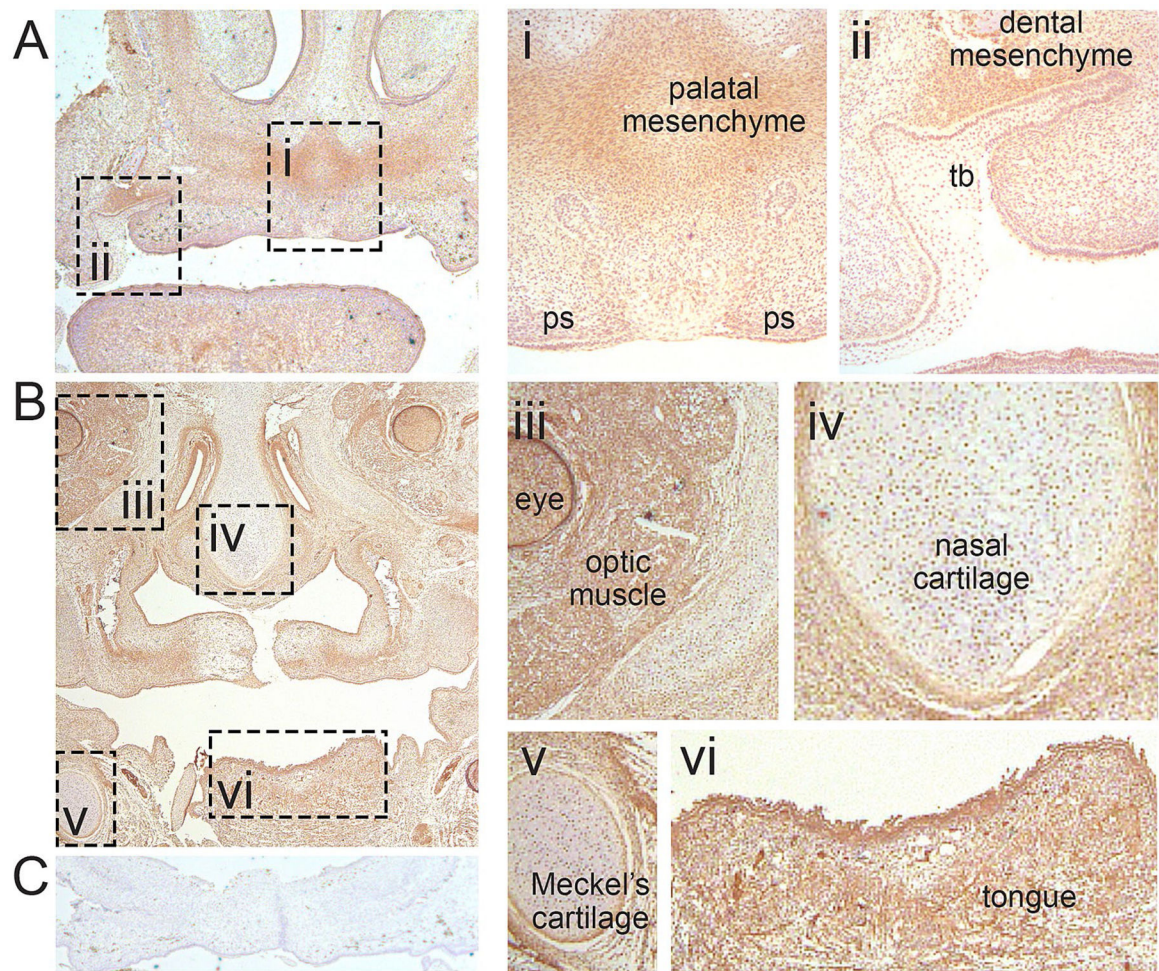 A
i
ii
i
palatal
mesenchyme
ps
ps
ii
dental
mesenchyme
tb
B
iii
iv
v
vi
iii
eye
optic
muscle
iv
nasal
cartilage
C
v
Meckel's
cartilage
vi
tongue